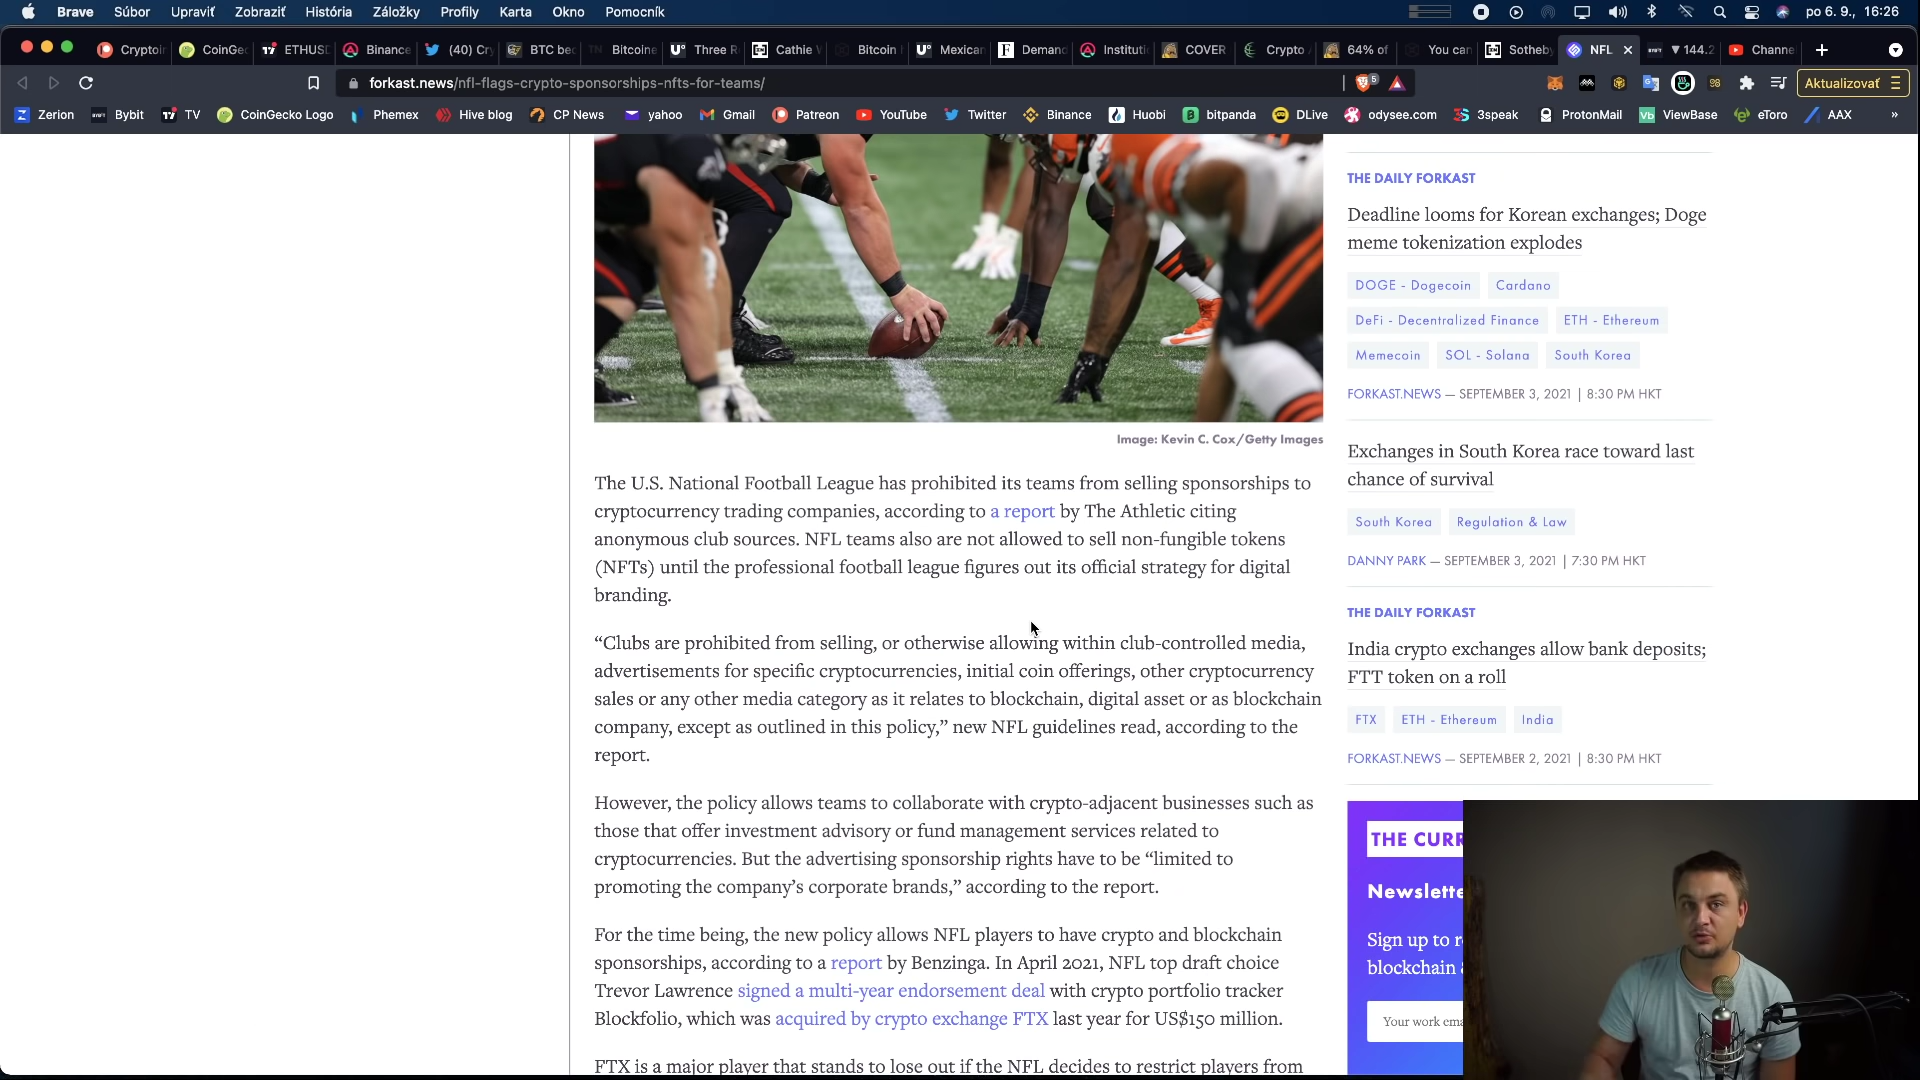 Brave Súbor Upraviť Zobraziť História Záložky Profily Karta Okno Pomocník po 6. 9., 16:26
CoinGe ETHUSD Binance (40) Cr BTC bec Bitcoin Three R Cathie Bitcoin Mexican Demand Instituti COVER Crypto 64% of You can Sotheby NFL 144.2 Channe
forkast.news/nfl-flags-crypto-sponsorships-nfts-for-teams/ 5 Aktualizovať
Zerion Bybit TV CoinGecko Logo Phemex Hive blog CP News yahoo Gmail Patreon YouTube Twitter Binance Huobi bitpanda DLive odysee.com 3speak ProtonMail ViewBase eToro AAX »
Image: Kevin C. Cox/Getty Images
The U.S. National Football League has prohibited its teams from selling sponsorships to
cryptocurrency trading companies, according to a report by The Athletic citing
anonymous club sources. NFL teams also are not allowed to sell non-fungible tokens
(NFTs) until the professional football league figures out its official strategy for digital
branding.
“Clubs are prohibited from selling, or otherwise allowing within club-controlled media,
advertisements for specific cryptocurrencies, initial coin offerings, other cryptocurrency
sales or any other media category as it relates to blockchain, digital asset or as blockchain
company, except as outlined in this policy,” new NFL guidelines read, according to the
report.
However, the policy allows teams to collaborate with crypto-adjacent businesses such as
those that offer investment advisory or fund management services related to
cryptocurrencies. But the advertising sponsorship rights have to be “limited to
promoting the company’s corporate brands,” according to the report.
For the time being, the new policy allows NFL players to have crypto and blockchain
sponsorships, according to a report by Benzinga. In April 2021, NFL top draft choice
Trevor Lawrence signed a multi-year endorsement deal with crypto portfolio tracker
Blockfolio, which was acquired by crypto exchange FTX last year for US$150 million.
FTX is a major player that stands to lose out if the NFL decides to restrict players from
THE DAILY FORKAST
Deadline looms for Korean exchanges; Doge
meme tokenization explodes
DOGE - Dogecoin Cardano
DeFi - Decentralized Finance ETH - Ethereum
Memecoin SOL - Solana South Korea
FORKAST.NEWS — SEPTEMBER 3, 2021 | 8:30 PM HKT
Exchanges in South Korea race toward last
chance of survival
South Korea Regulation & Law
DANNY PARK — SEPTEMBER 3, 2021 | 7:30 PM HKT
THE DAILY FORKAST
India crypto exchanges allow bank deposits;
FTT token on a roll
FTX ETH - Ethereum India
FORKAST.NEWS — SEPTEMBER 2, 2021 | 8:30 PM HKT
THE CURR
Newslette
Sign up to r
blockchain
Your work ema